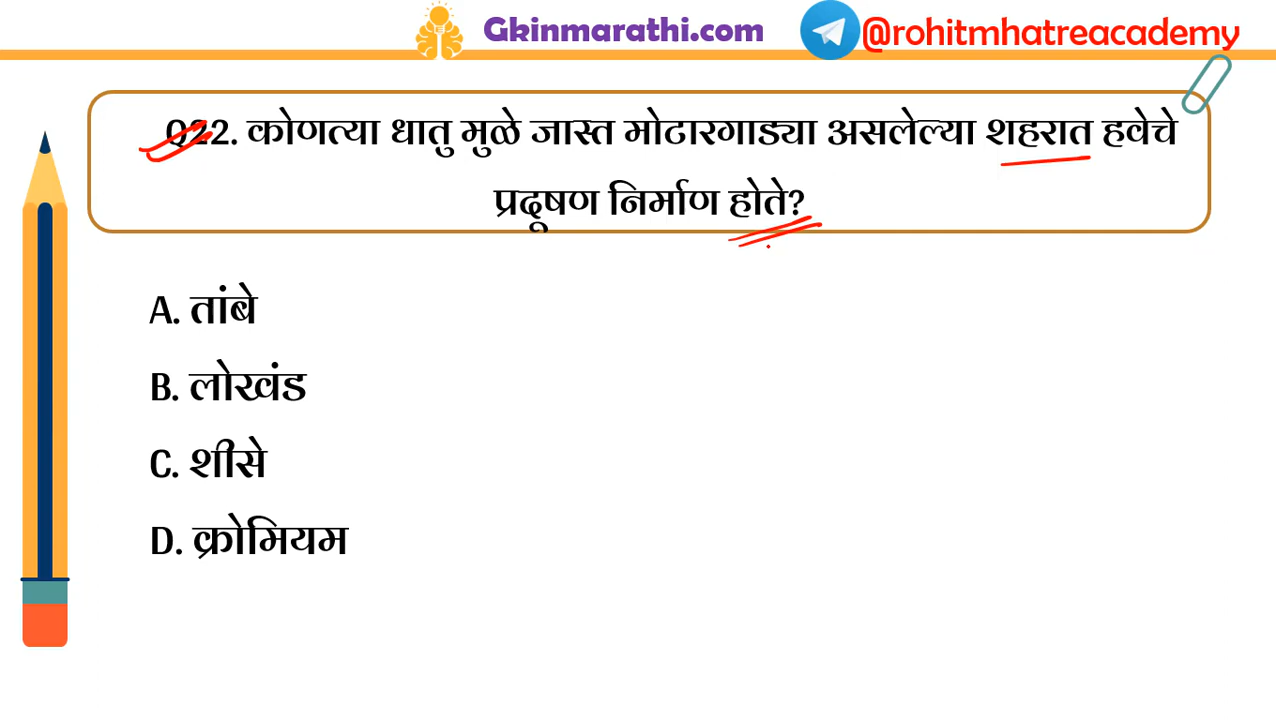 Gkinmarathi.com @rohitmhatreacademy
Q22. कोणत्या धातु मुळे जास्त मोटारगाड्या असलेल्या शहरात हवेचे
प्रदूषण निर्माण होते?
A. तांबे
B. लोखंड
C. शीसे
D. क्रोमियम